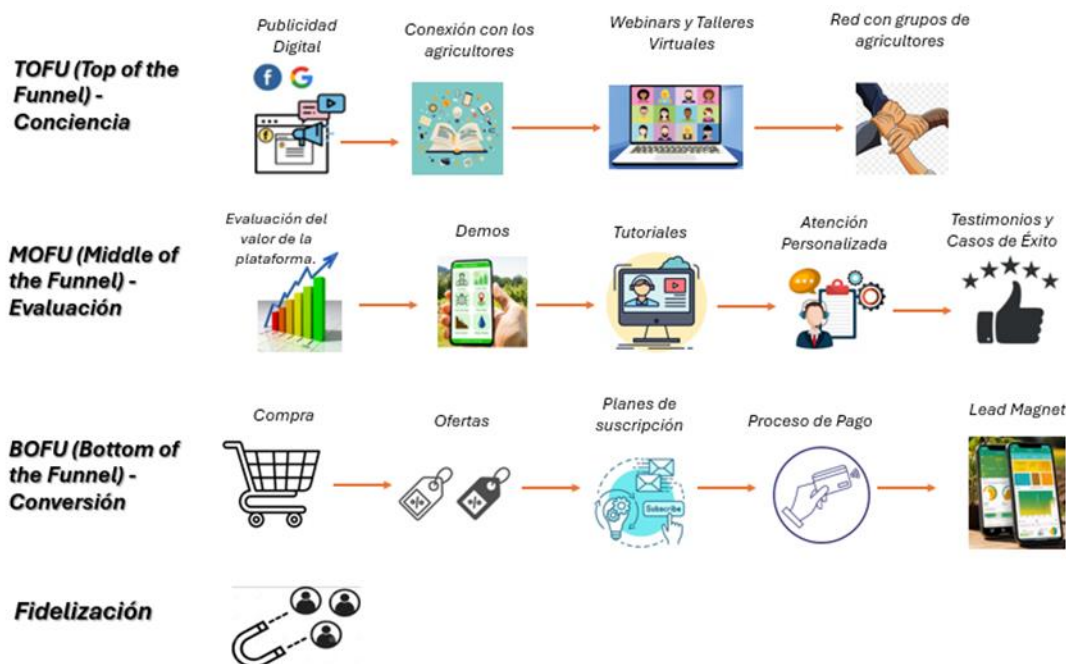 TOFU (Top of the
Funnel) -
Conciencia
Publicidad
Digital
Conexión con los
agricultores
Webinars y Talleres
Virtuales
Red con grupos de
agricultores
MOFU (Middle of
the Funnel) -
Evaluación
Evaluación del
valor de la
plataforma.
Demos
Tutoriales
Atención
Personalizada
Testimonios y
Casos de Éxito
BOFU (Bottom of
the Funnel) -
Conversión
Compra
Ofertas
Planes de
suscripción
Subscribe
Proceso de Pago
Lead Magnet
Fidelización